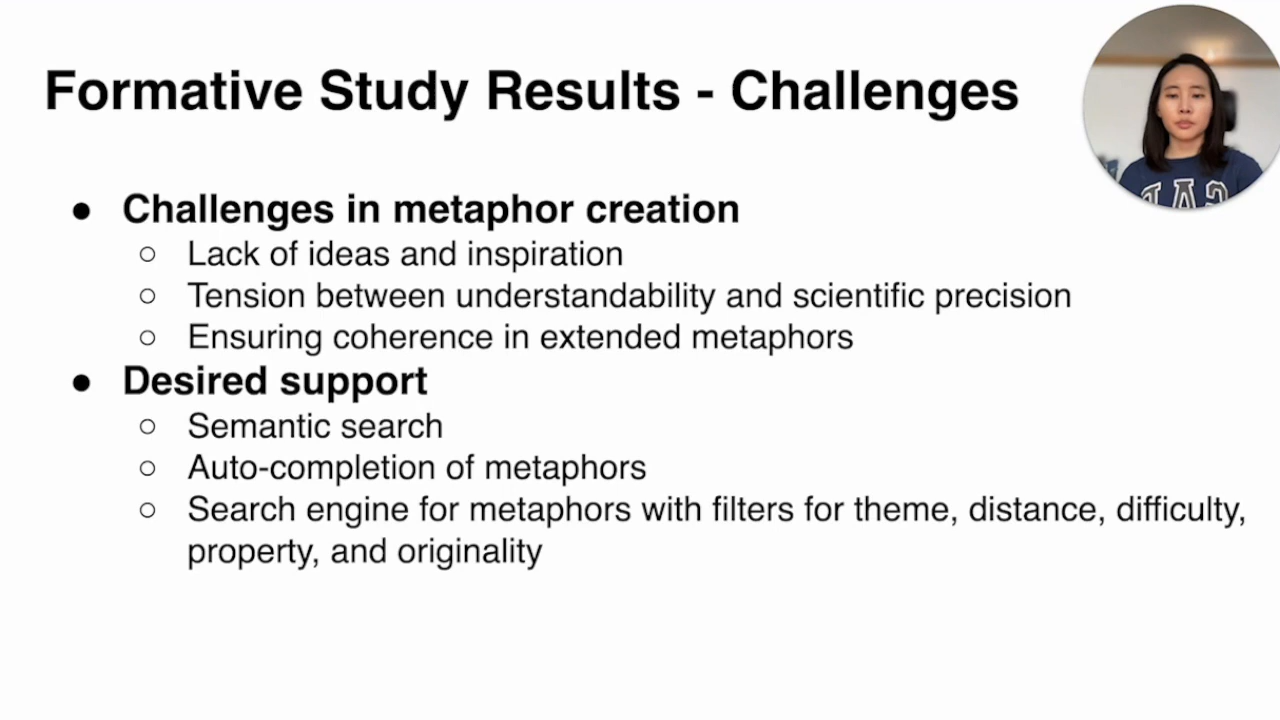 Formative Study Results - Challenges
● Challenges in metaphor creation
○ Lack of ideas and inspiration
○ Tension between understandability and scientific precision
○ Ensuring coherence in extended metaphors
● Desired support
○ Semantic search
○ Auto-completion of metaphors
○ Search engine for metaphors with filters for theme, distance, difficulty,
property, and originality
GAP